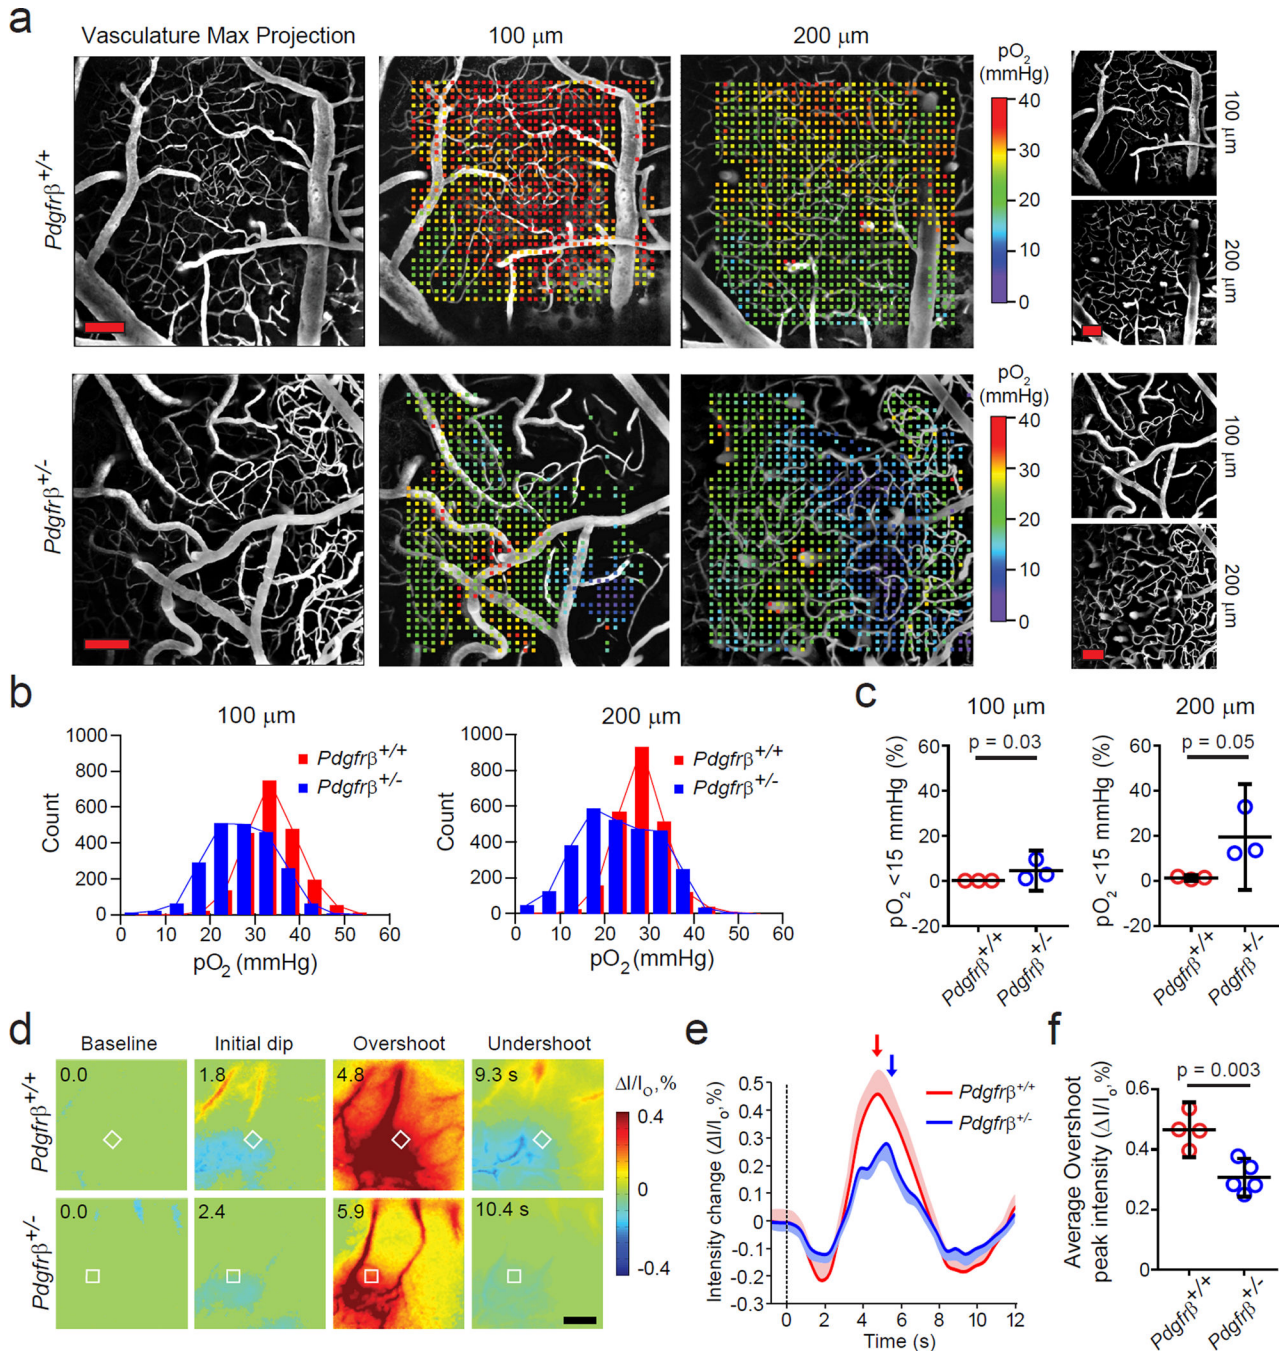 a
Vasculature Max Projection 100 μm 200 μm pO2 (mmHg)
Pdgfrβ+/+
40
30
20
10
0
100 μm
200 μm
Pdgfrβ+/-
pO2 (mmHg)
40
30
20
10
0
100 μm
200 μm
b
100 μm
1000
800
600
400
200
0
Count
Pdgfrβ+/+
Pdgfrβ+/-
0 10 20 30 40 50 60
pO2 (mmHg)
200 μm
1000
800
600
400
200
0
Count
Pdgfrβ+/+
Pdgfrβ+/-
0 10 20 30 40 50 60
pO2 (mmHg)
c
100 μm
p = 0.03
pO2 <15 mmHg (%)
60
40
20
0
-20
Pdgfrβ+/+
Pdgfrβ+/-
200 μm
p = 0.05
pO2 <15 mmHg (%)
60
40
20
0
-20
Pdgfrβ+/+
Pdgfrβ+/-
d
Baseline Initial dip Overshoot Undershoot
Pdgfrβ+/+
0.0 1.8 4.8 9.3 s
Pdgfrβ+/-
0.0 2.4 5.9 10.4 s
ΔI/Io,%
0.4
0
-0.4
e
Intensity change (ΔI/Io,%)
0.5
0.4
0.3
0.2
0.1
0
-0.1
-0.2
-0.3
Pdgfrβ+/+
Pdgfrβ+/-
0 2 4 6 8 10 12
Time (s)
f
p = 0.003
Average Overshoot
peak intensity (ΔI/Io,%)
0.6
0.4
0.2
0.0
Pdgfrβ+/+
Pdgfrβ+/-